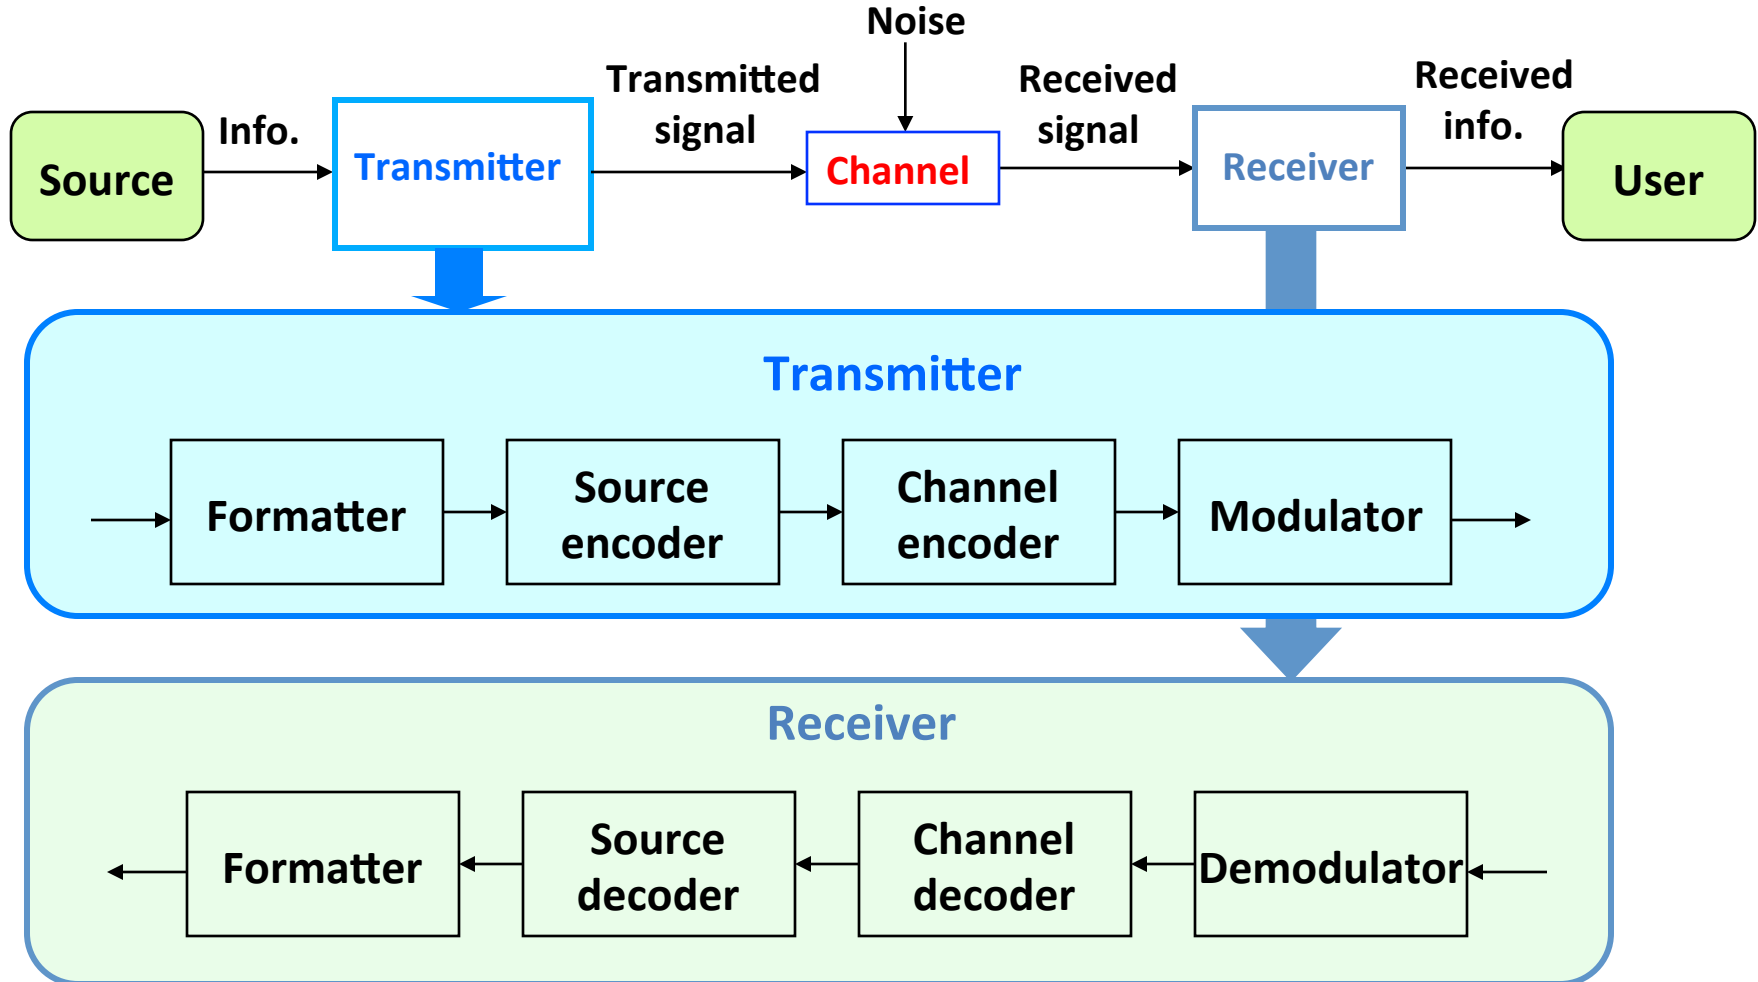 Noise
Transmitted
signal
Received
signal
Received
info.
Info.
Source
Transmitter
Channel
Receiver
User
Transmitter
Formatter
Source
encoder
Channel
encoder
Modulator
Receiver
Formatter
Source
decoder
Channel
decoder
Demodulator